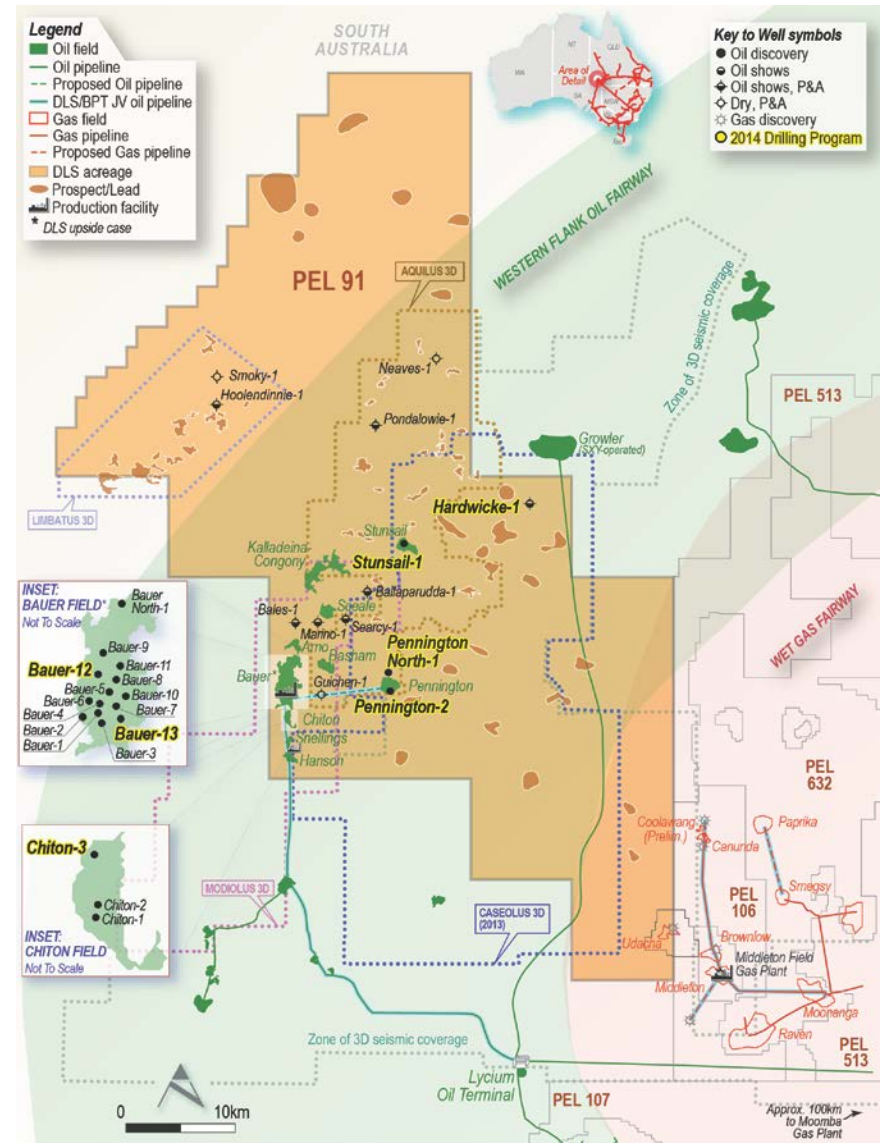 Legend
Oil field
Oil pipeline
Proposed Oil pipeline
DLS/BPT JV oil pipeline
Gas field
Gas pipeline
Proposed Gas pipeline
DLS acreage
Prospect/Lead
Production facility
* DLS upside case
SOUTH
AUSTRALIA
WA
NT
QLD
SA
NSW
Area of
Detail
Key to Well symbols
Oil discovery
Oil shows
Oil shows, P&A
Dry, P&A
Gas discovery
2014 Drilling Program
WESTERN FLANK OIL FAIRWAY
PEL 91
AQUILUS 3D
Zone of 3D seismic coverage
Neaves-1
Smoky-1
Hoolendinnie-1
Pondalowie-1
PEL 513
Growler
(SXY-operated)
LIMBATUS 3D
Hardwicke-1
Stunsail
Stunsail-1
Kalladeina
Congony
Ballaparudda-1
Sceale
Bales-1
Marino-1
Searcy-1
Arno
Basham
Pennington
North-1
Bauer*
Guichen-1
Pennington
Pennington-2
Chiton
Snellings
Hanson
WET GAS FAIRWAY
INSET:
BAUER FIELD*
Not To Scale
Bauer
North-1
Bauer-9
Bauer-11
Bauer-12
Bauer-8
Bauer-5
Bauer-10
Bauer-6
Bauer-7
Bauer-4
Bauer-2
Bauer-13
Bauer-1
Bauer-3
Chiton-3
Chiton-2
Chiton-1
INSET:
CHITON FIELD
Not To Scale
MODIOLUS 3D
CASEOLUS 3D
(2013)
PEL
632
Coolawang
(Prelim.)
Canunda
Paprika
Smegsy
PEL
106
Udacha
Brownlow
Middleton Field
Gas Plant
Middleton
Moonanga
Raven
PEL
513
Zone of 3D seismic coverage
Lycium
Oil Terminal
PEL 107
0
10km
Approx. 100km
to Moomba
Gas Plant